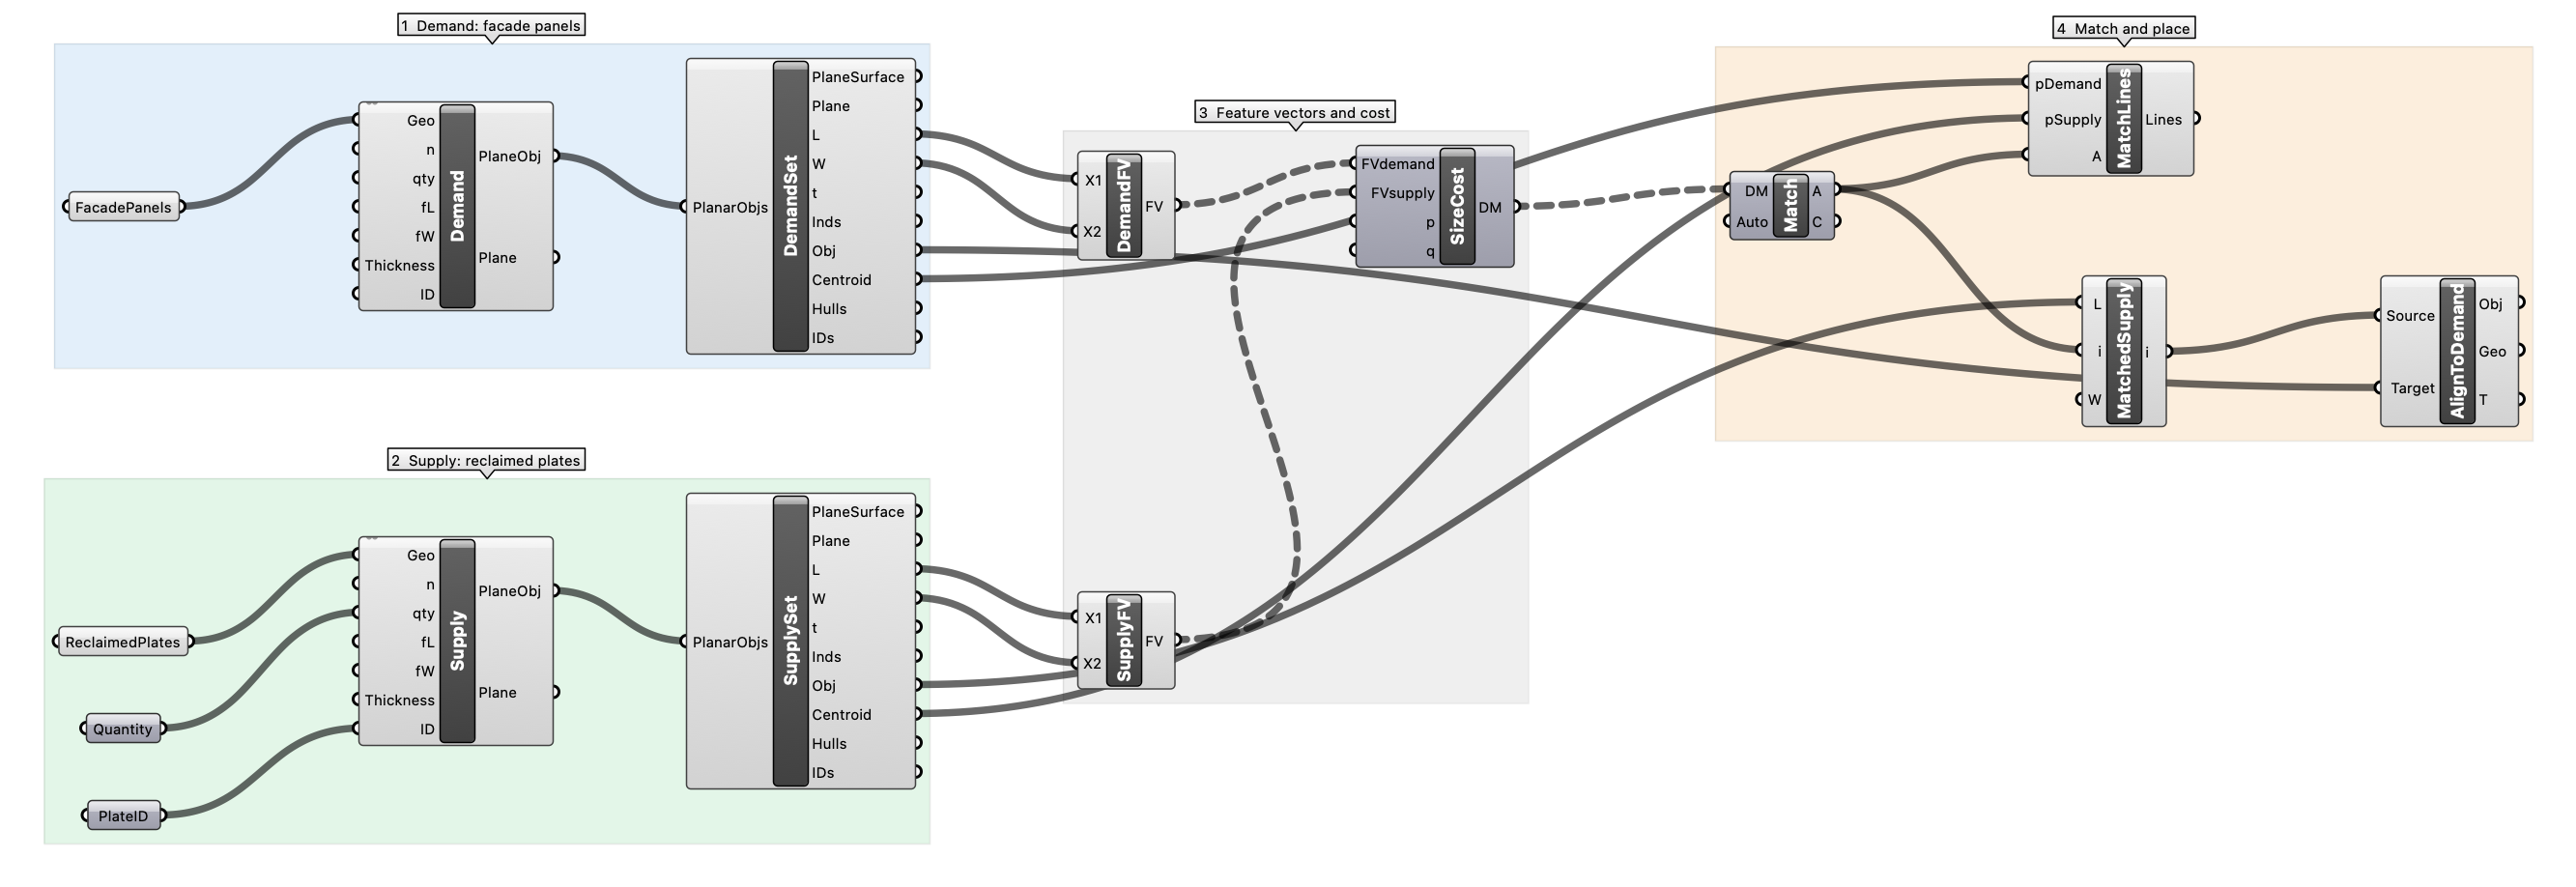 1 Demand: facade panels
FacadePanels
Geo
n
qty
fL
fW
Thickness
ID
Demand
PlaneObj
Plane
PlanarObjs
DemandSet
PlaneSurface
Plane
L
W
t
Inds
Obj
Centroid
Hulls
IDs
2 Supply: reclaimed plates
ReclaimedPlates
Quantity
PlateID
Geo
n
qty
fL
fW
Thickness
ID
Supply
PlaneObj
Plane
PlanarObjs
SupplySet
PlaneSurface
Plane
L
W
t
Inds
Obj
Centroid
Hulls
IDs
3 Feature vectors and cost
X1
X2
DemandFV
FV
FVdemand
FVsupply
p
q
SizeCost
DM
X1
X2
SupplyFV
FV
4 Match and place
DM
Auto
Match
A
C
pDemand
pSupply
A
MatchLines
Lines
L
i
W
MatchedSupply
i
Source
Target
AlignToDemand
Obj
Geo
T